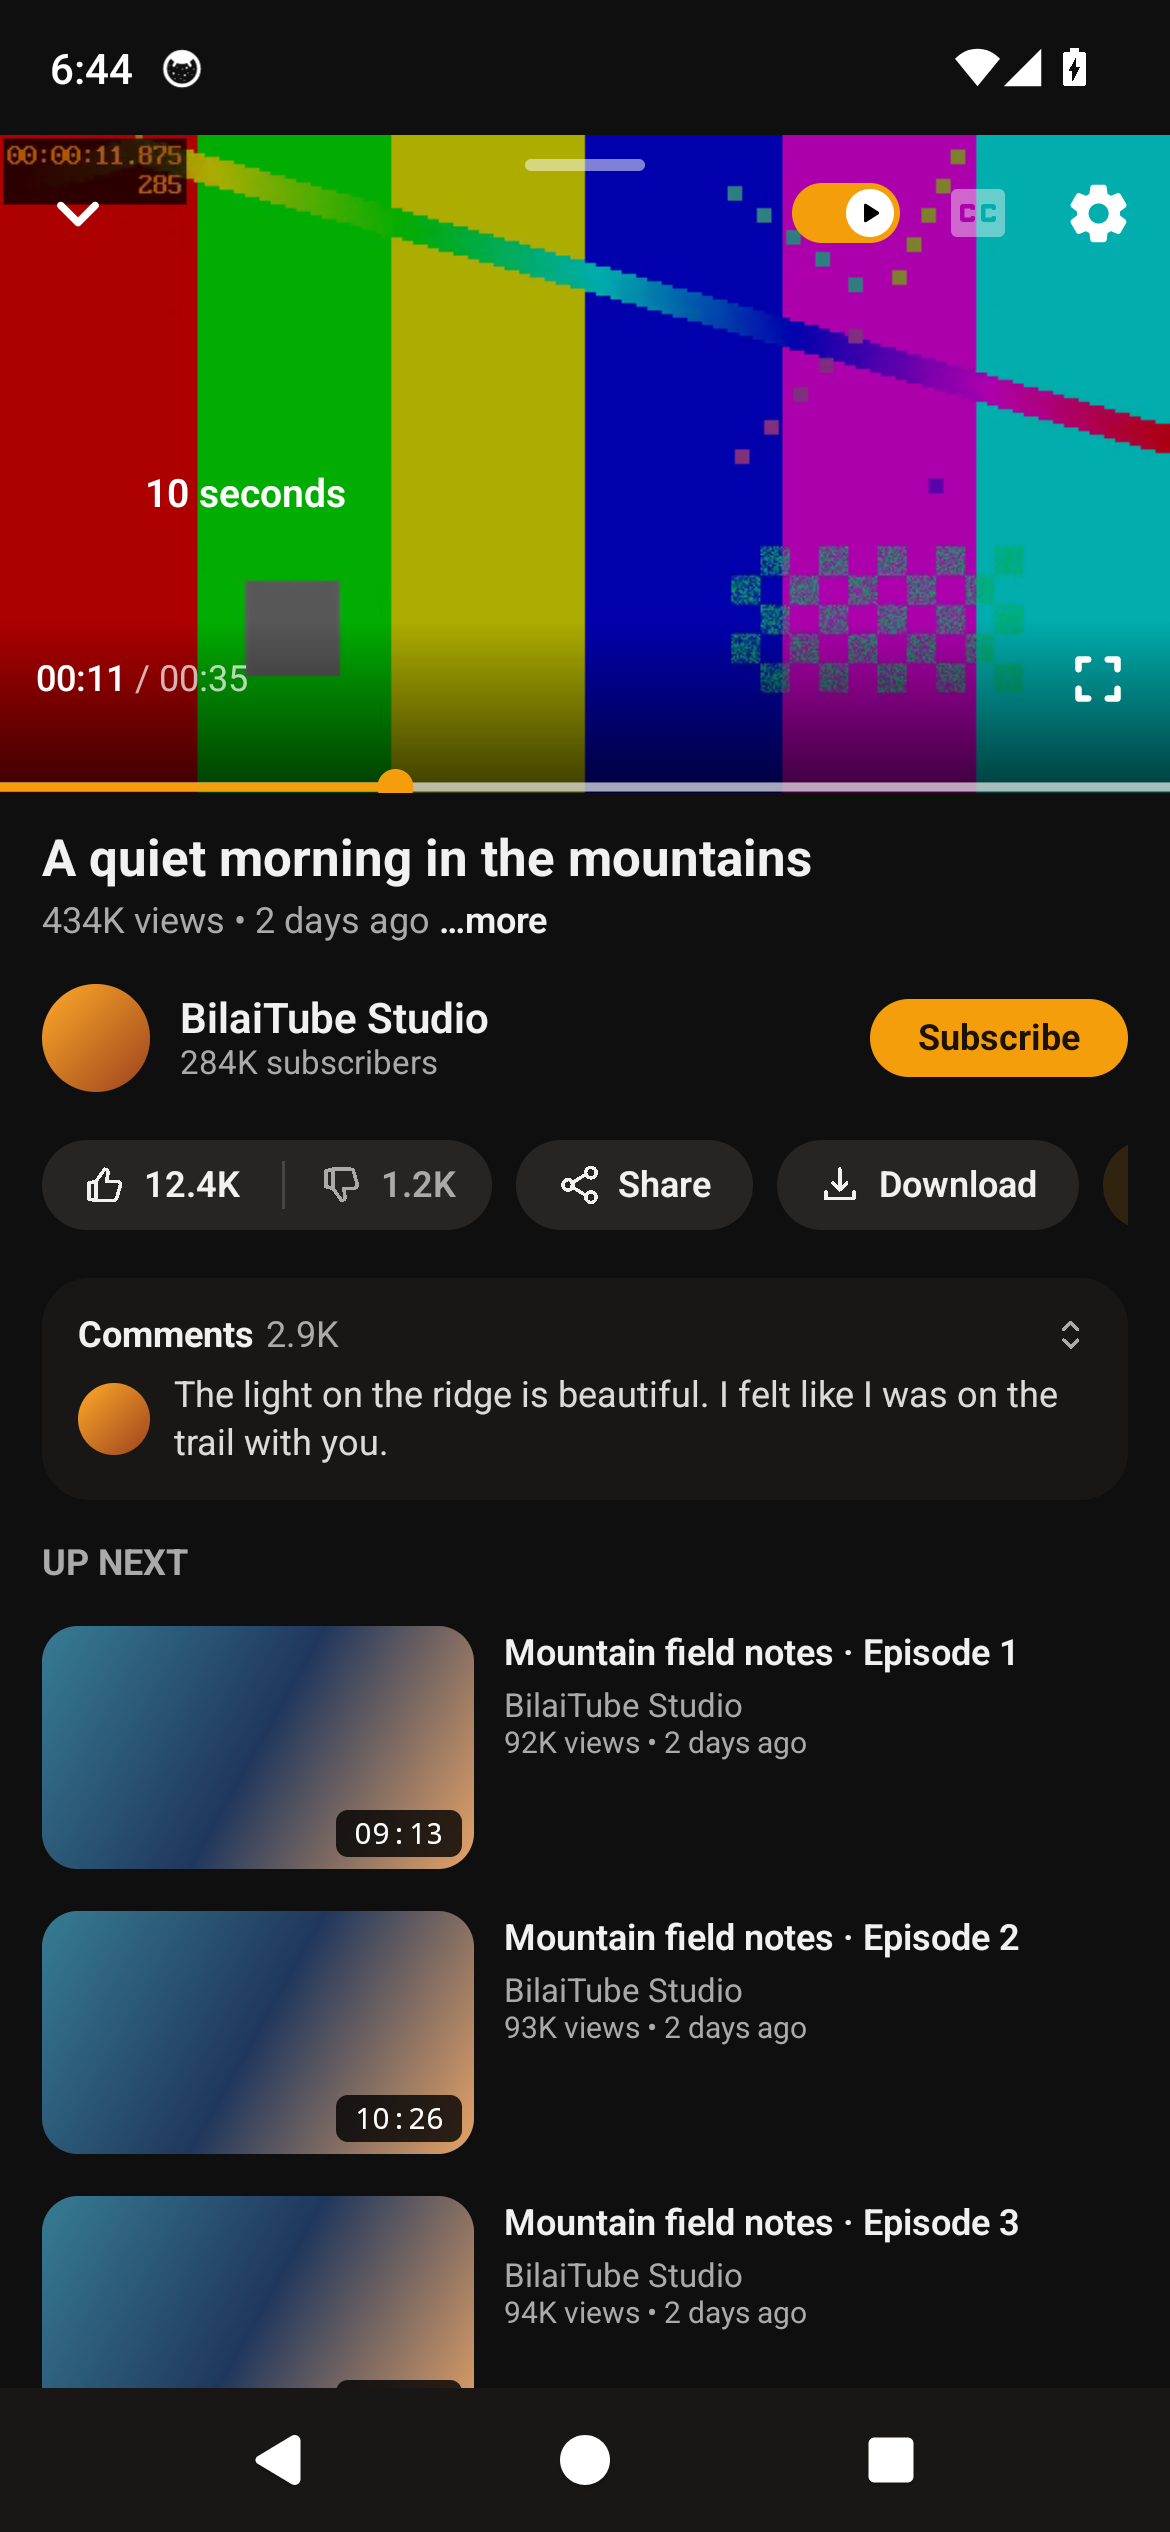 6:44
00:00:11.875
285
CC
10 seconds
00:11 / 00:35
A quiet morning in the mountains
434K views • 2 days ago ...more
BilaiTube Studio
284K subscribers
Subscribe
12.4K
1.2K
Share
Download
Comments 2.9K
The light on the ridge is beautiful. I felt like I was on the
trail with you.
UP NEXT
Mountain field notes · Episode 1
BilaiTube Studio
92K views • 2 days ago
09:13
Mountain field notes · Episode 2
BilaiTube Studio
93K views • 2 days ago
10:26
Mountain field notes · Episode 3
BilaiTube Studio
94K views • 2 days ago